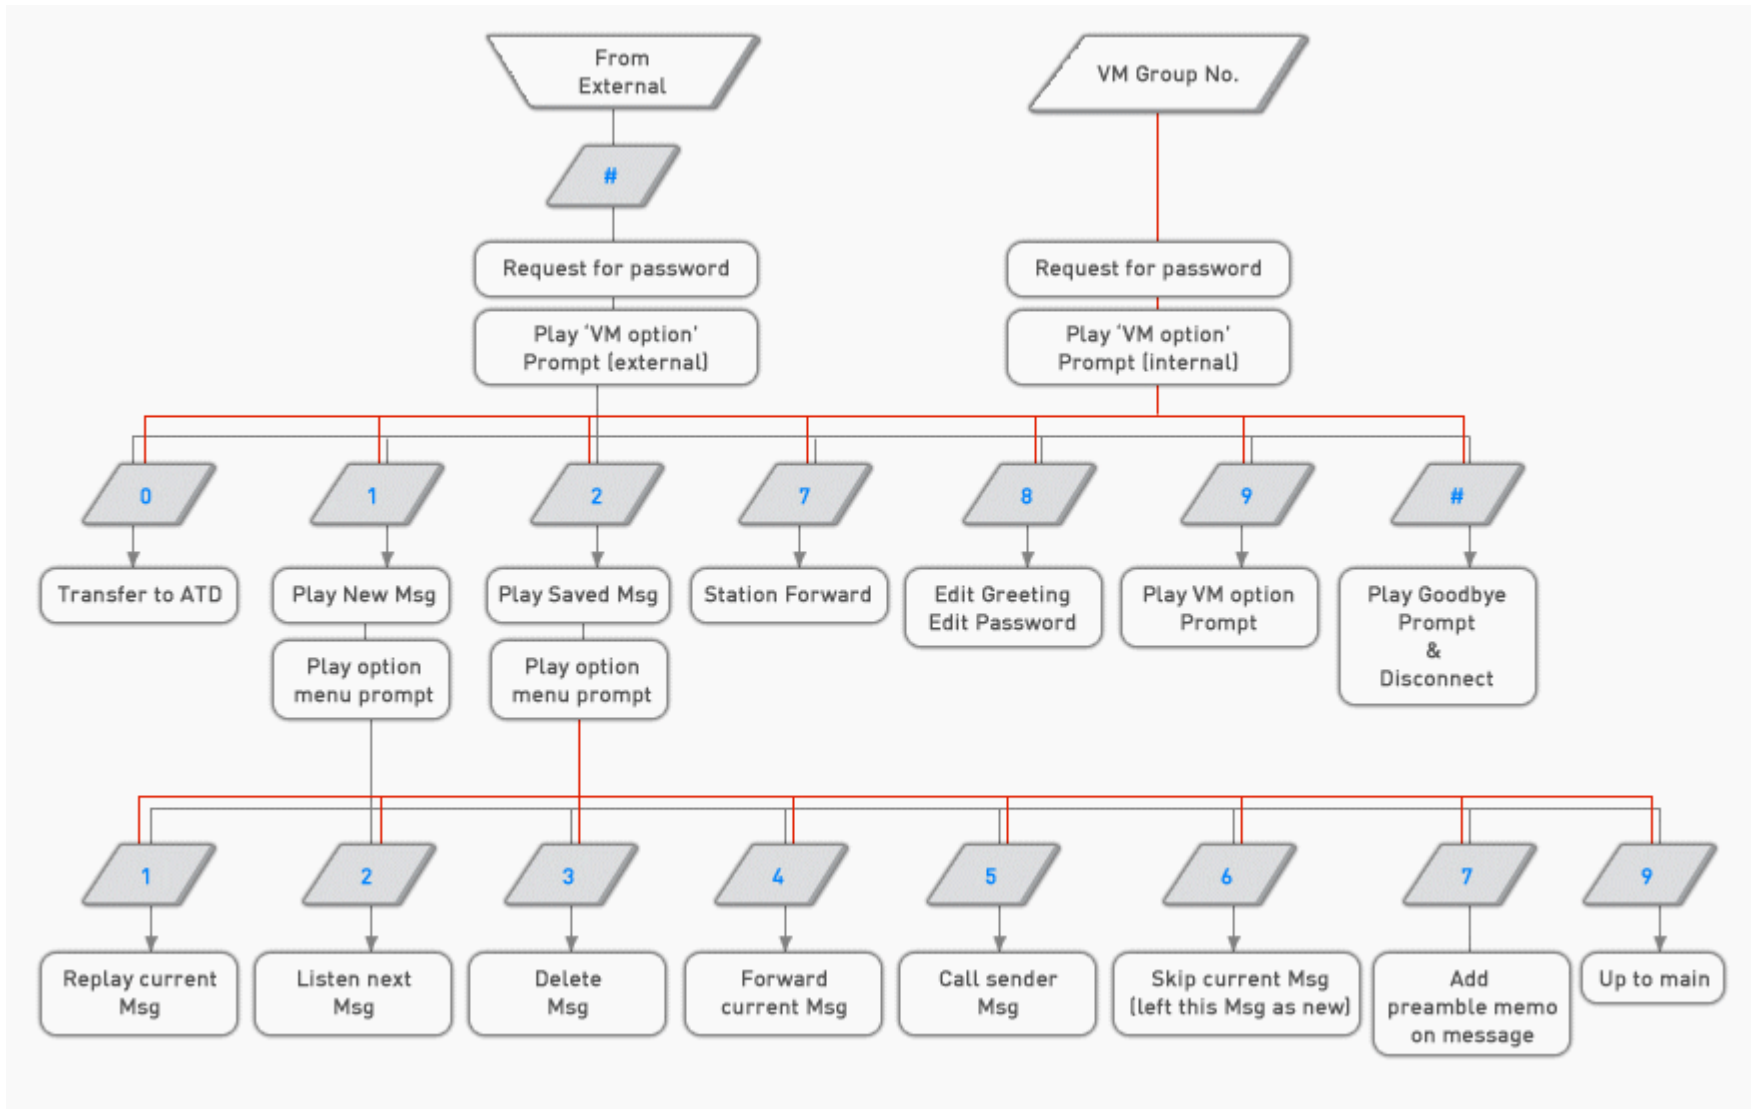 From
External
VM Group No.
#
Request for password
Request for password
Play ‘VM option’
Prompt (external)
Play ‘VM option’
Prompt (internal)
0
1
2
7
8
9
#
Transfer to ATD
Play New Msg
Play Saved Msg
Station Forward
Edit Greeting
Edit Password
Play VM option
Prompt
Play Goodbye
Prompt
&
Disconnect
Play option
menu prompt
Play option
menu prompt
1
2
3
4
5
6
7
9
Replay current
Msg
Listen next
Msg
Delete
Msg
Forward
current Msg
Call sender
Msg
Skip current Msg
(left this Msg as new)
Add
preamble memo
on message
Up to main